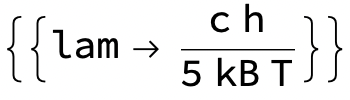 {{lam → c h / 5 kB T}}